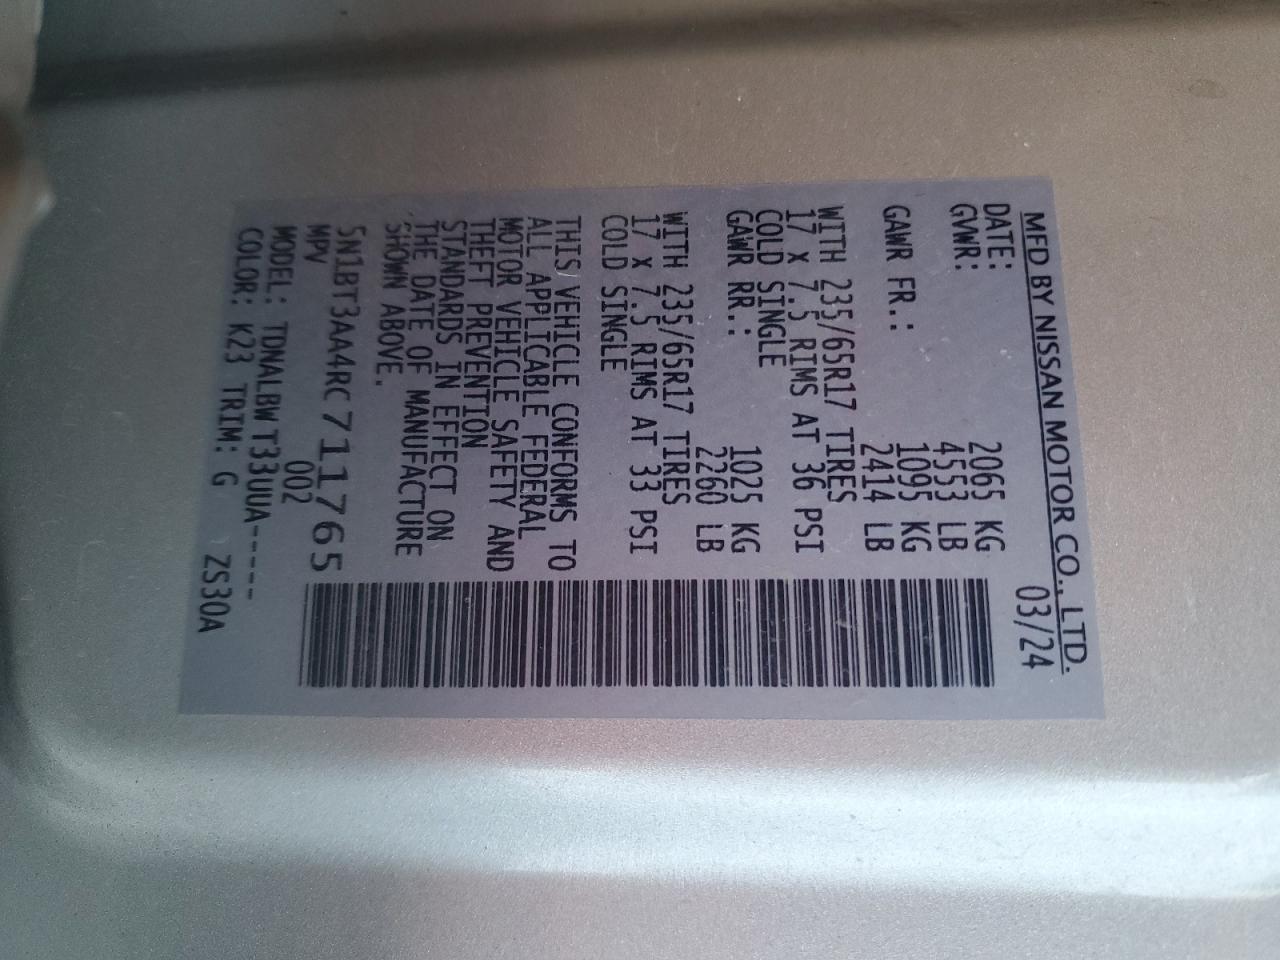 MFD BY NISSAN MOTOR CO., LTD.
DATE: 03/24
GVWR: 2065 KG
4553 LB
GAWR FR.: 1095 KG
2414 LB
WITH 235/65R17 TIRES
17 X 7.5 RIMS AT 36 PSI
COLD SINGLE
GAWR RR.: 1025 KG
2260 LB
WITH 235/65R17 TIRES
17 X 7.5 RIMS AT 33 PSI
COLD SINGLE
THIS VEHICLE CONFORMS TO
ALL APPLICABLE FEDERAL
MOTOR VEHICLE SAFETY AND
THEFT PREVENTION
STANDARDS IN EFFECT ON
THE DATE OF MANUFACTURE
SHOWN ABOVE.
5N1BT3AA4RC711765
MPV 002
MODEL: TDNALBWT33UUA-----
COLOR: K23 TRIM: G ZS30A